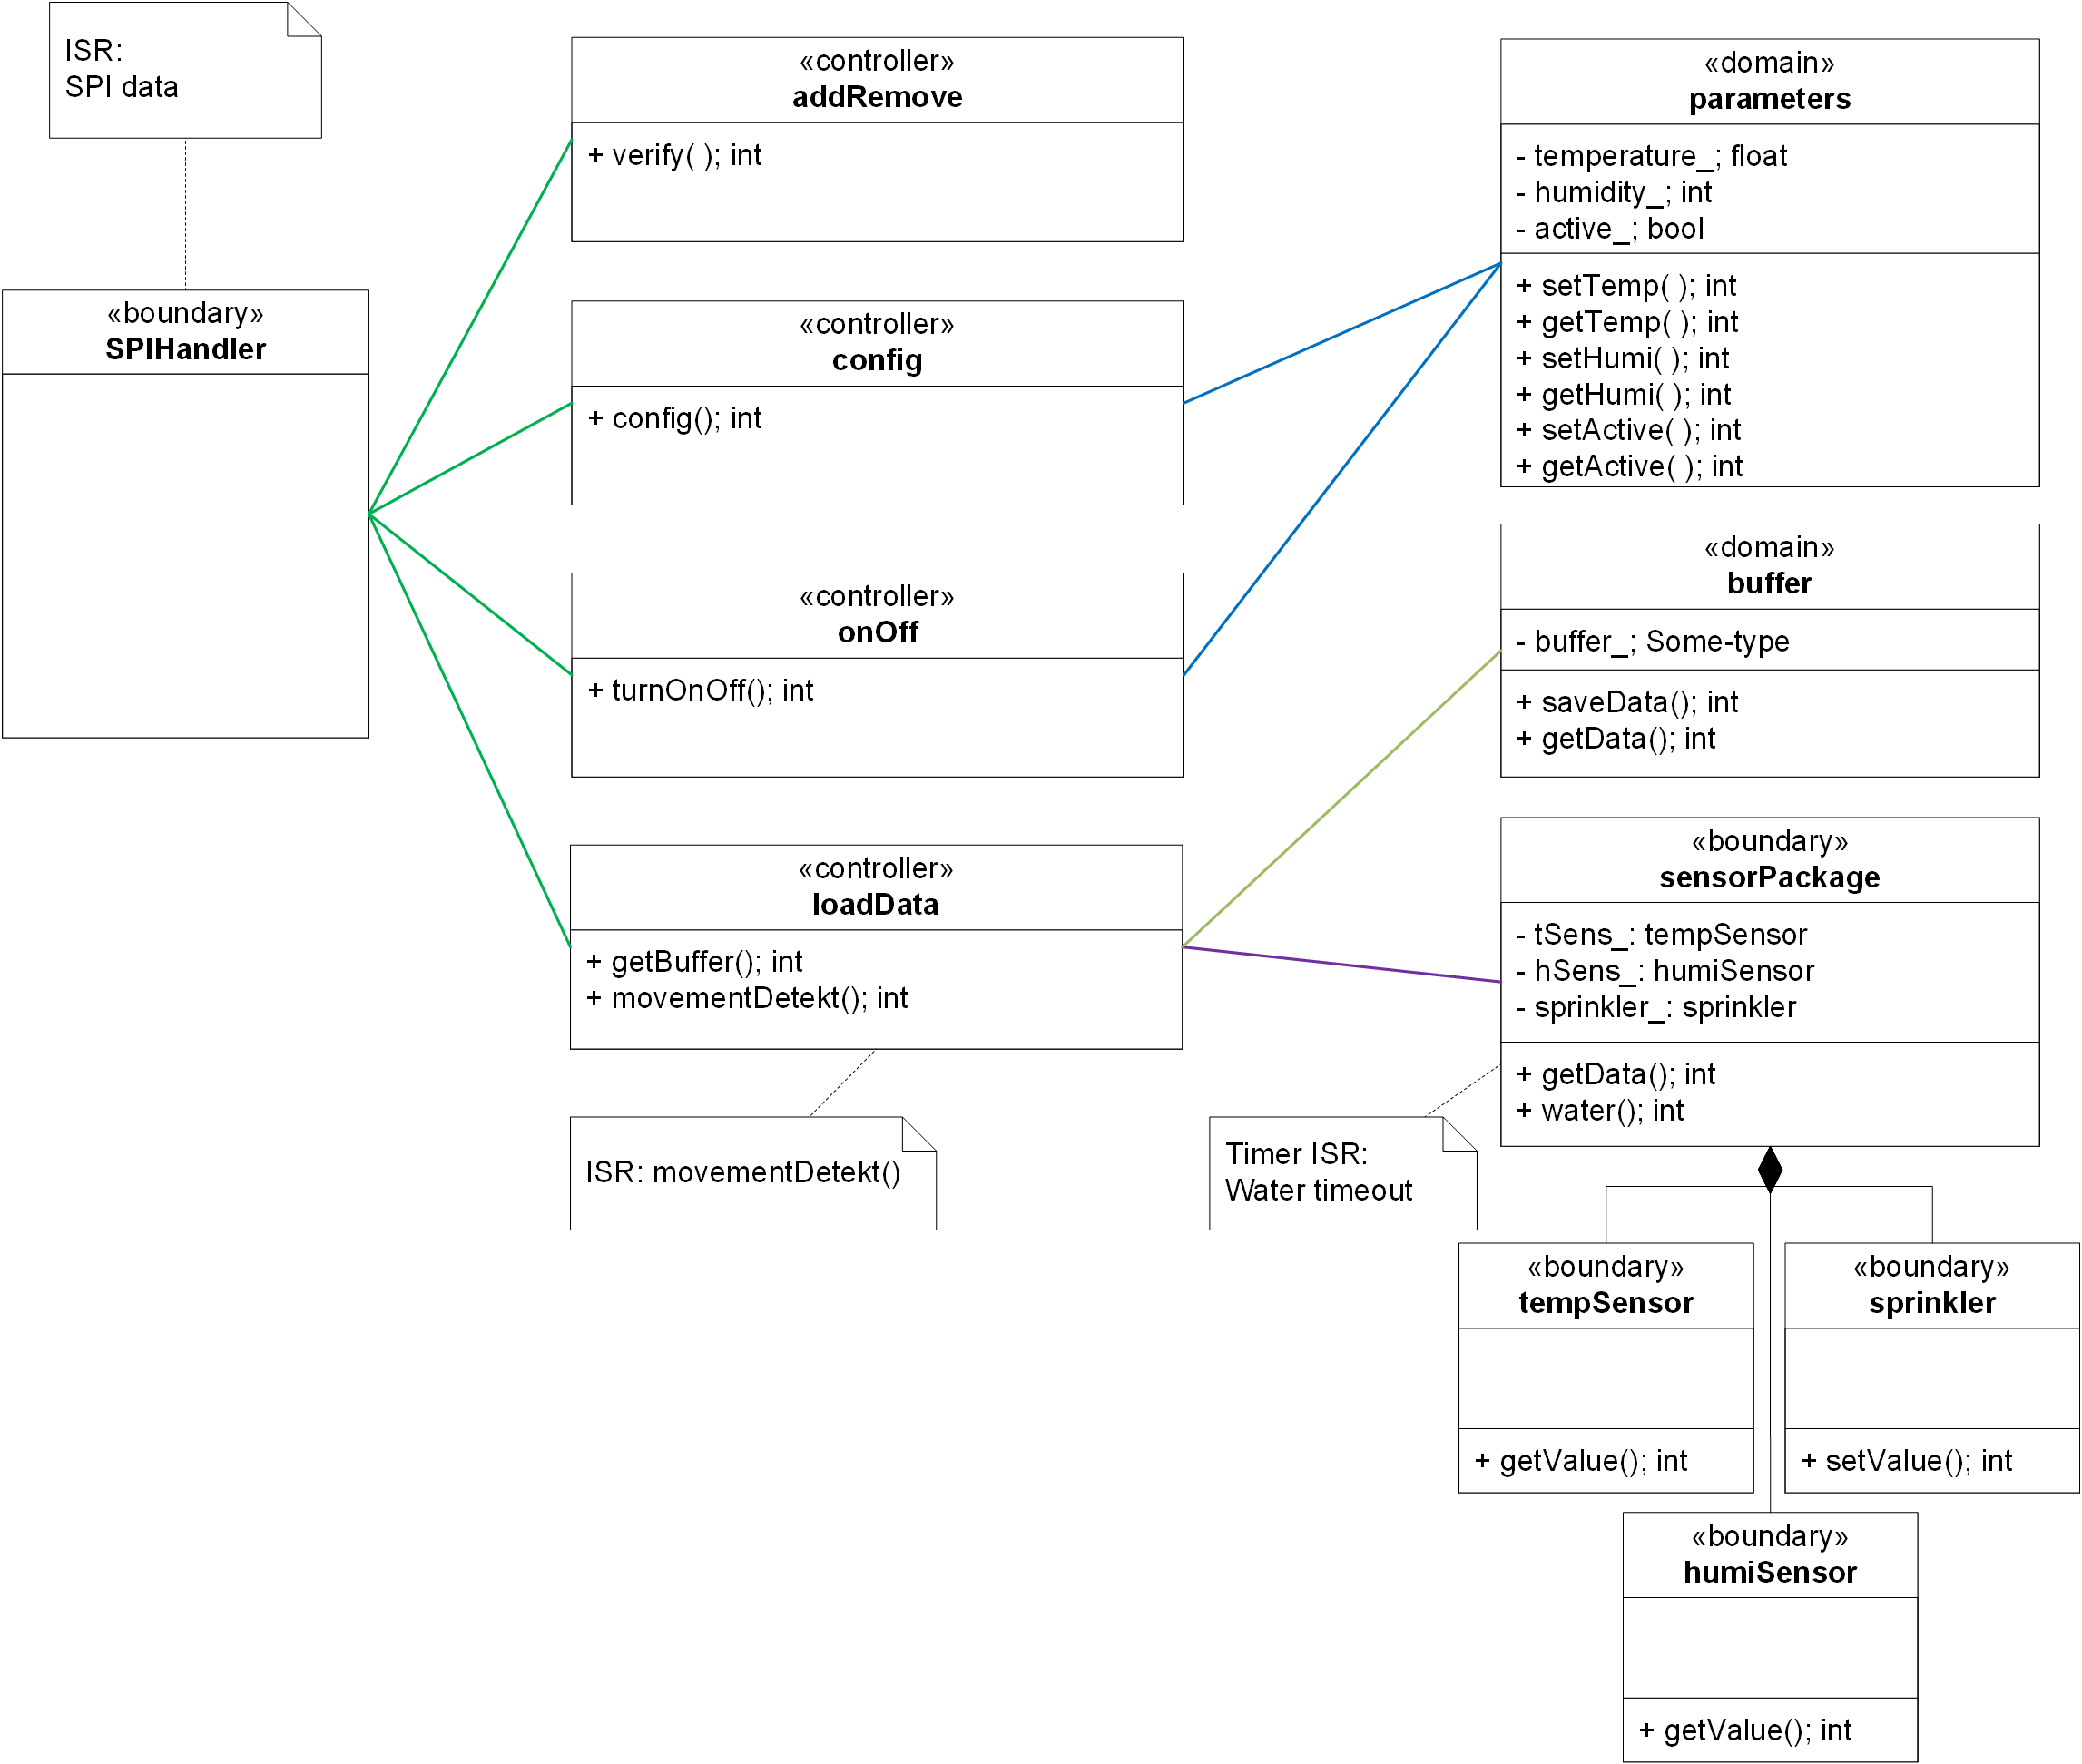 ISR:
SPI data
«boundary»
SPIHandler
«controller»
addRemove
+ verify( ); int
«controller»
config
+ config(); int
«controller»
onOff
+ turnOnOff(); int
«controller»
loadData
+ getBuffer(); int
+ movementDetekt(); int
ISR: movementDetekt()
«domain»
parameters
- temperature_; float
- humidity_; int
- active_; bool
+ setTemp( ); int
+ getTemp( ); int
+ setHumi( ); int
+ getHumi( ); int
+ setActive( ); int
+ getActive( ); int
«domain»
buffer
- buffer_; Some-type
+ saveData(); int
+ getData(); int
«boundary»
sensorPackage
- tSens_: tempSensor
- hSens_: humiSensor
- sprinkler_: sprinkler
+ getData(); int
+ water(); int
Timer ISR:
Water timeout
«boundary»
tempSensor
+ getValue(); int
«boundary»
sprinkler
+ setValue(); int
«boundary»
humiSensor
+ getValue(); int